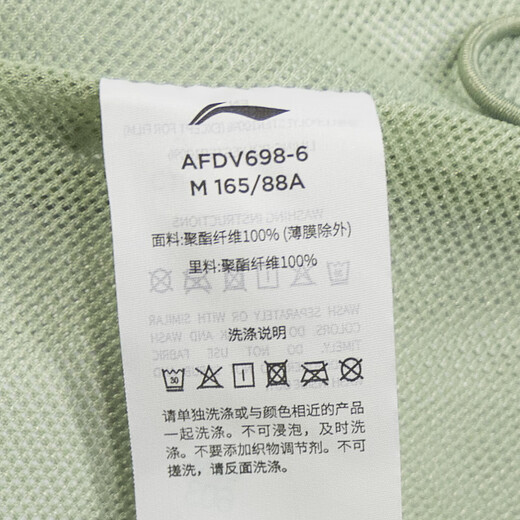 AFDV698-6
M 165/88A
面料:聚酯纤维100% (薄膜除外)
里料:聚酯纤维100%
洗涤说明
30
请单独洗涤或与颜色相近的产品
一起洗涤。不可浸泡，及时洗
涤。不要添加织物调节剂。不可
搓洗，请反面洗涤。